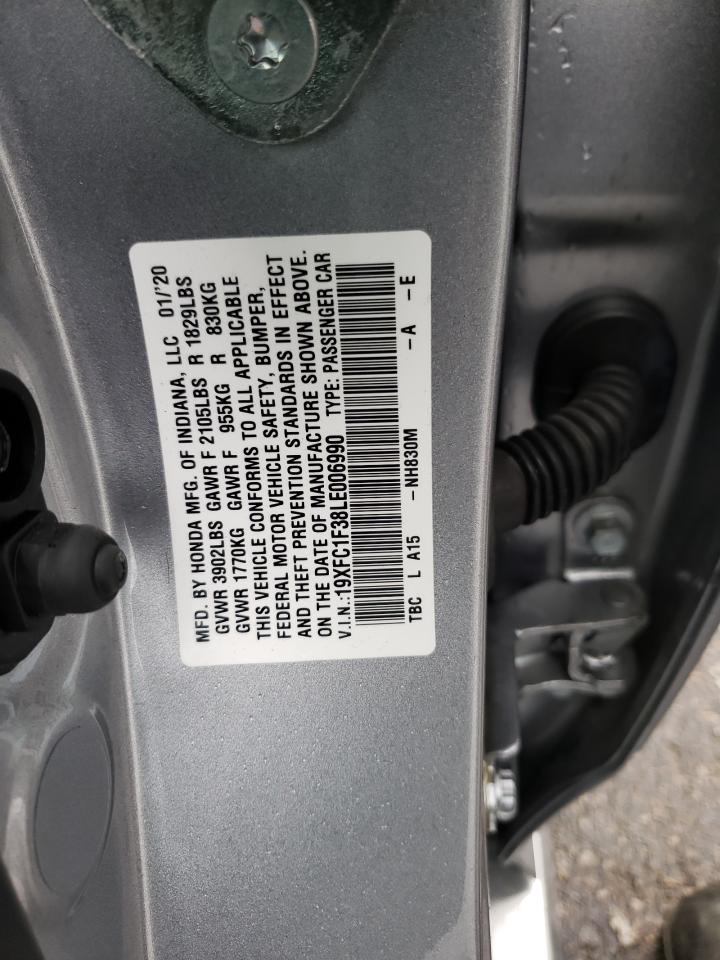 MFD. BY HONDA MFG. OF INDIANA, LLC 01/'20
GVWR 3902LBS GAWR F 2105LBS R 1829LBS
GVWR 1770KG GAWR F 955KG R 830KG
THIS VEHICLE CONFORMS TO ALL APPLICABLE
FEDERAL MOTOR VEHICLE SAFETY, BUMPER,
AND THEFT PREVENTION STANDARDS IN EFFECT
ON THE DATE OF MANUFACTURE SHOWN ABOVE.
V.I.N.:19XFC1F38LE006990 TYPE: PASSENGER CAR
TBC L A15 -NH830M -A -E